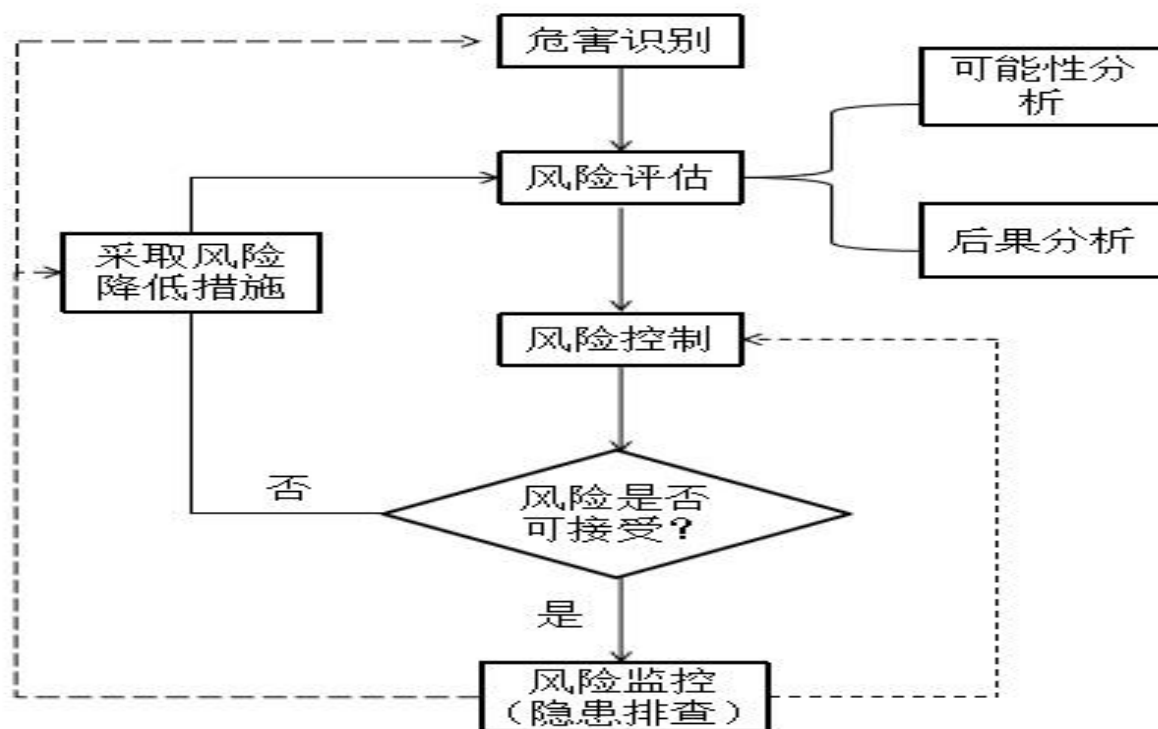 危害识别
可能性分
析
风险评估
后果分析
采取风险
降低措施
风险控制
否
风险是否
可接受?
是
风险监控
(隐患排查)